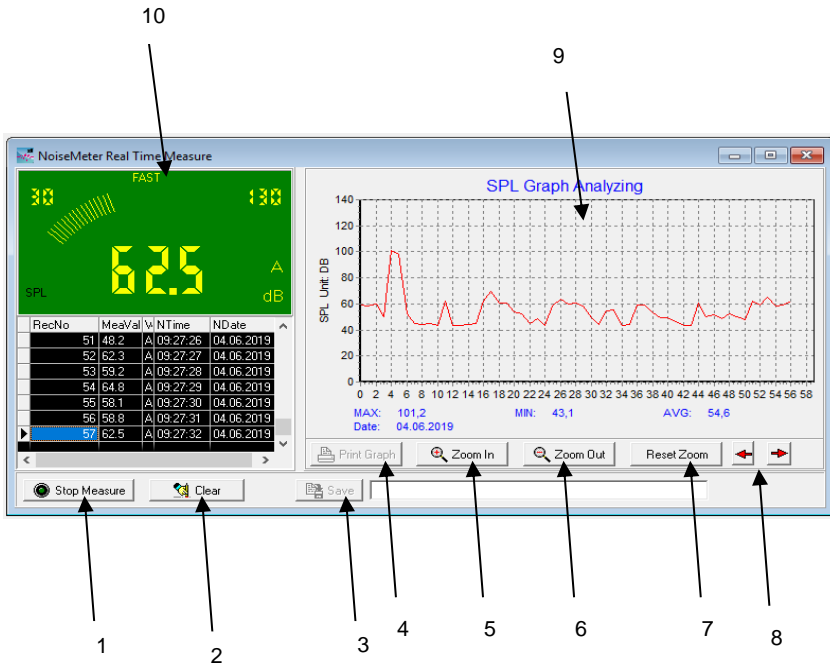 10
9
NoiseMeter Real Time Measure
FAST
30 130
62.5
A
SPL dB
RecNo MeaVal NTime NDate
51 48.2 A 09:27:26 04.06.2019
52 62.3 A 09:27:27 04.06.2019
53 59.2 A 09:27:28 04.06.2019
54 64.8 A 09:27:29 04.06.2019
55 58.1 A 09:27:30 04.06.2019
56 58.8 A 09:27:31 04.06.2019
57 62.5 A 09:27:32 04.06.2019
SPL Graph Analyzing
SPL Unit: DB
140
120
100
80
60
40
20
0
0 2 4 6 8 10 12 14 16 18 20 22 24 26 28 30 32 34 36 38 40 42 44 46 48 50 52 54 56 58
MAX: 101,2 MIN: 43,1 AVG: 54,6
Date: 04.06.2019
Print Graph Zoom In Zoom Out Reset Zoom
Stop Measure Clear Save
1 2 3 4 5 6 7 8